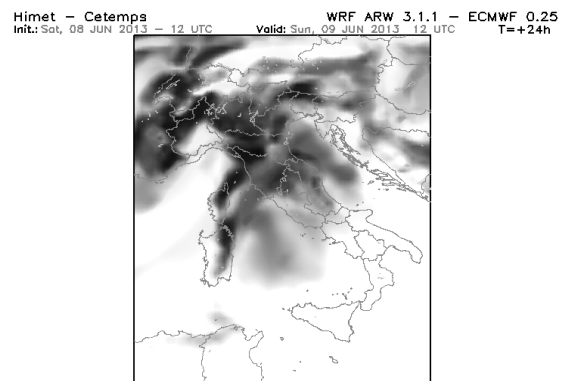 Himet – Cetemps WRF ARW 3.1.1 – ECMWF 0.25
Init.: Sat, 08 JUN 2013 – 12 UTC Valid: Sun, 09 JUN 2013 12 UTC T=+24h